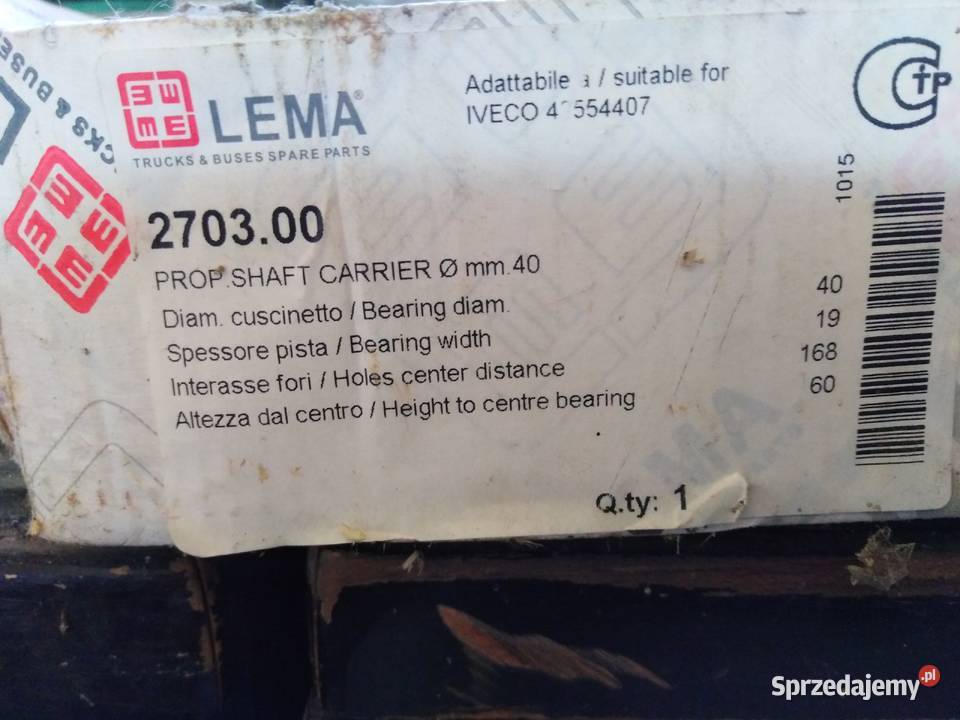 LEMA®
TRUCKS & BUSES SPARE PARTS
Adattabile a / suitable for
IVECO
1015
2703.00
PROP.SHAFT CARRIER Ø mm.40
Diam. cuscinetto / Bearing diam. 40
Spessore pista / Bearing width 19
Interasse fori / Holes center distance 168
Altezza dal centro / Height to centre bearing 60
Q.ty: 1
CKS & BUSES
Sprzedajemy.pl